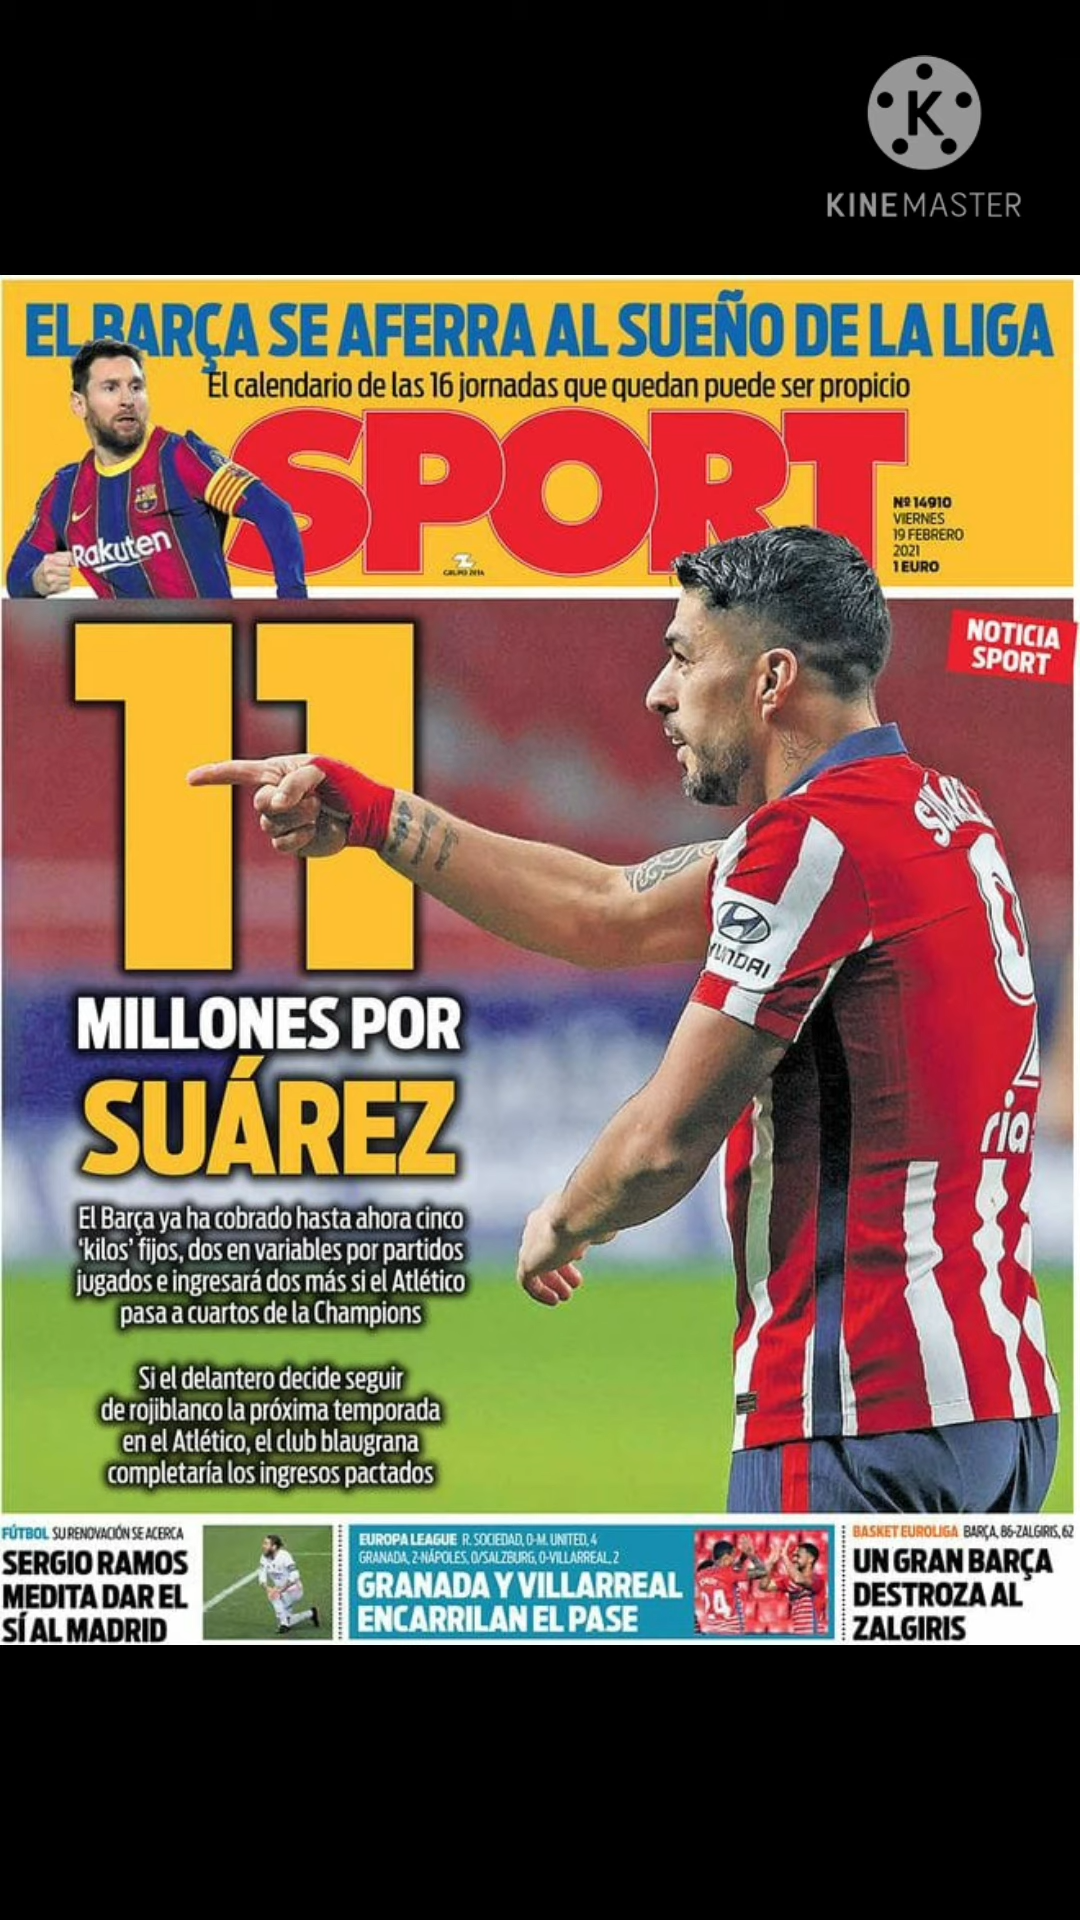 KINEMASTER
EL BARÇA SE AFERRA AL SUEÑO DE LA LIGA
El calendario de las 16 jornadas que quedan puede ser propicio
SPORT
GRUPO ZETA
Nº 14910
VIERNES
19 FEBRERO
2021
1 EURO
Rakuten
NOTICIA
SPORT
11
MILLONES POR
SUÁREZ
El Barça ya ha cobrado hasta ahora cinco
‘kilos’ fijos, dos en variables por partidos
jugados e ingresará dos más si el Atlético
pasa a cuartos de la Champions
Si el delantero decide seguir
de rojiblanco la próxima temporada
en el Atlético, el club blaugrana
completaría los ingresos pactados
SUÁREZ
HYUNDAI
ria
FÚTBOL SU RENOVACIÓN SE ACERCA
SERGIO RAMOS
MEDITA DAR EL
SÍ AL MADRID
EUROPA LEAGUE R. SOCIEDAD, 0-M. UNITED, 4
GRANADA, 2-NÁPOLES, 0/SALZBURG, 0-VILLARREAL, 2
GRANADA Y VILLARREAL
ENCARRILAN EL PASE
24
BASKET EUROLIGA BARÇA, 86-ZALGIRIS, 62
UN GRAN BARÇA
DESTROZA AL
ZALGIRIS